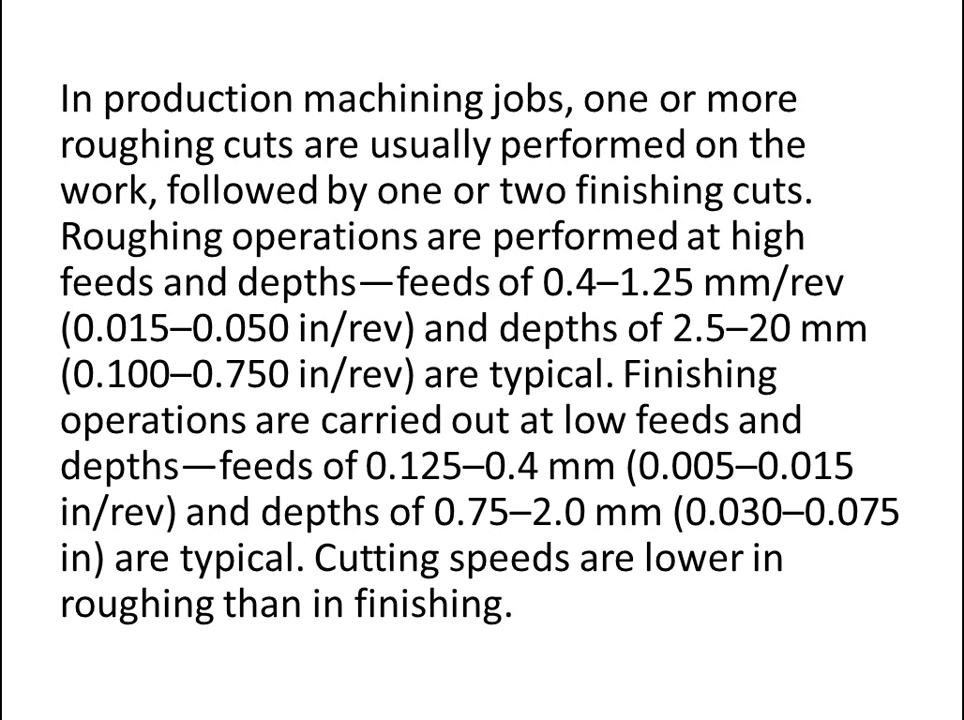 In production machining jobs, one or more
roughing cuts are usually performed on the
work, followed by one or two finishing cuts.
Roughing operations are performed at high
feeds and depths—feeds of 0.4–1.25 mm/rev
(0.015–0.050 in/rev) and depths of 2.5–20 mm
(0.100–0.750 in/rev) are typical. Finishing
operations are carried out at low feeds and
depths—feeds of 0.125–0.4 mm (0.005–0.015
in/rev) and depths of 0.75–2.0 mm (0.030–0.075
in) are typical. Cutting speeds are lower in
roughing than in finishing.